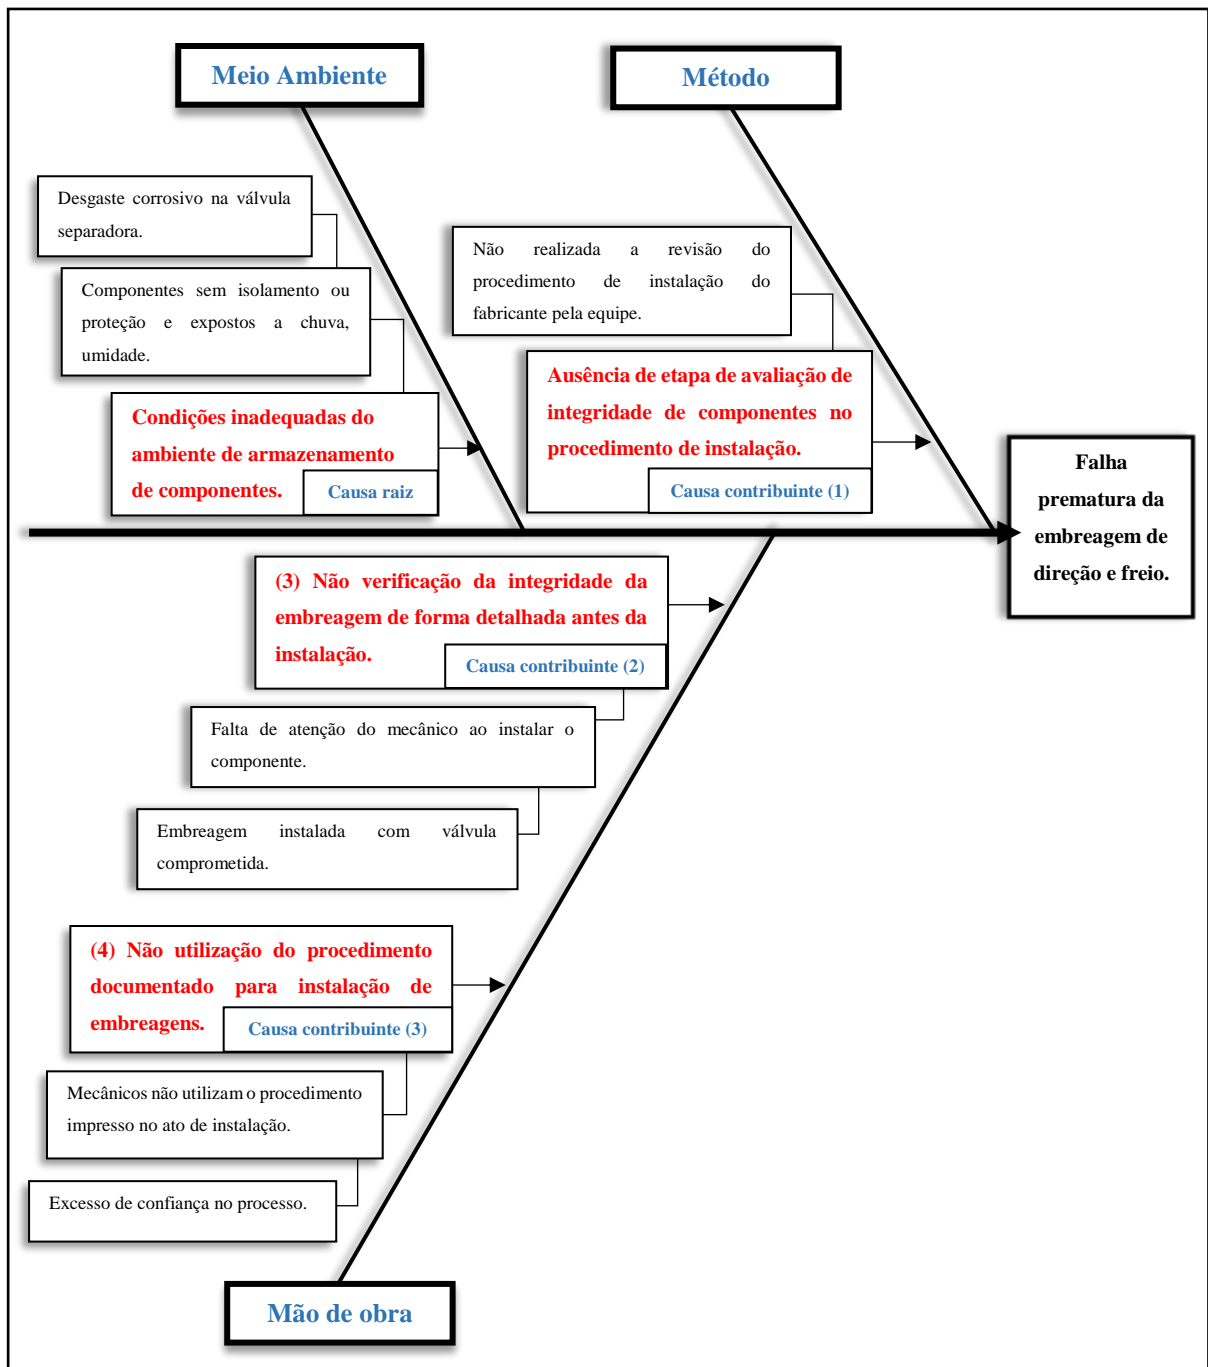 Meio Ambiente
Método
Desgaste corrosivo na válvula
separadora.
Componentes sem isolamento ou
proteção e expostos a chuva,
umidade.
Condições inadequadas do
ambiente de armazenamento
de componentes.
Causa raiz
Não realizada a revisão do
procedimento de instalação do
fabricante pela equipe.
Ausência de etapa de avaliação de
integridade de componentes no
procedimento de instalação.
Causa contribuinte (1)
Falha
prematura da
embreagem de
direção e freio.
(3) Não verificação da integridade da
embreagem de forma detalhada antes da
instalação.
Causa contribuinte (2)
Falta de atenção do mecânico ao instalar o
componente.
Embreagem instalada com válvula
comprometida.
(4) Não utilização do procedimento
documentado para instalação de
embreagens.
Causa contribuinte (3)
Mecânicos não utilizam o procedimento
impresso no ato de instalação.
Excesso de confiança no processo.
Mão de obra